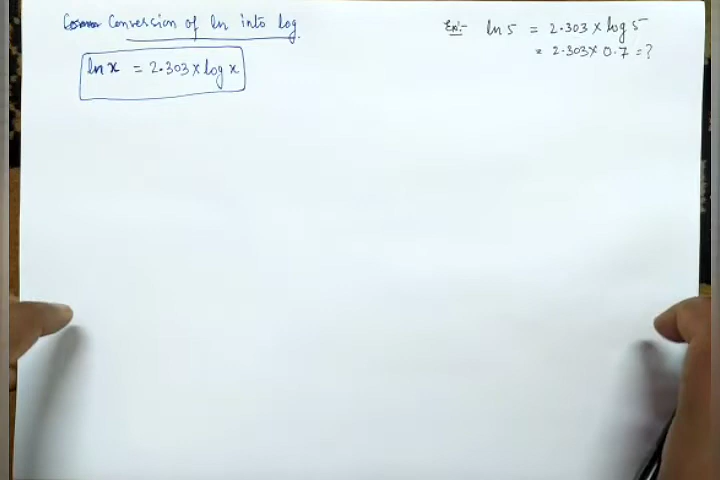 Conversion of ln into log
ln x = 2.303 × log x
Ex:- ln 5 = 2.303 × log 5
= 2.303 × 0.7 = ?